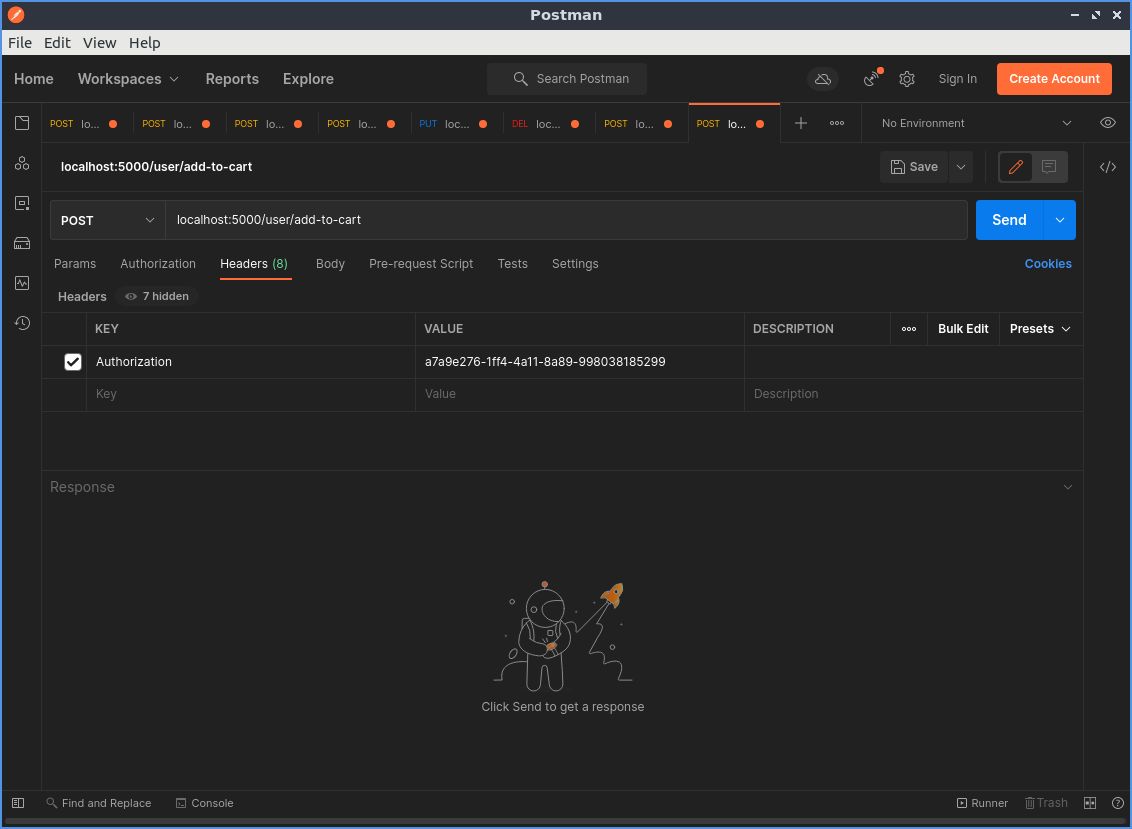 Postman
File Edit View Help
Home Workspaces Reports Explore Search Postman Sign In Create Account
POST lo... POST lo... POST lo... POST lo... PUT loc... DEL loc... POST lo... POST lo... No Environment
localhost:5000/user/add-to-cart Save
POST localhost:5000/user/add-to-cart Send
Params Authorization Headers (8) Body Pre-request Script Tests Settings Cookies
Headers 7 hidden
KEY VALUE DESCRIPTION Bulk Edit Presets
Authorization a7a9e276-1ff4-4a11-8a89-998038185299
Key Value Description
Response
Click Send to get a response
Find and Replace Console Runner Trash